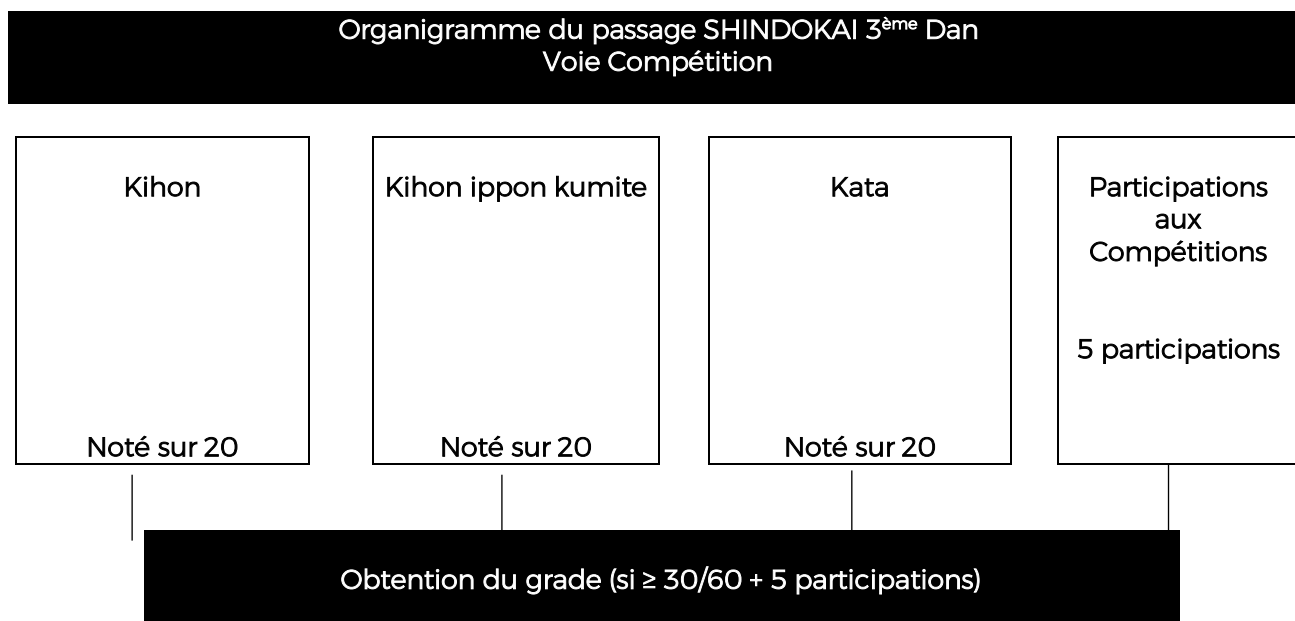 Organigramme du passage SHINDOKAI 3ème Dan
Voie Compétition
Kihon
Noté sur 20
Kihon ippon kumite
Noté sur 20
Kata
Noté sur 20
Participations
aux
Compétitions
5 participations
Obtention du grade (si ≥ 30/60 + 5 participations)